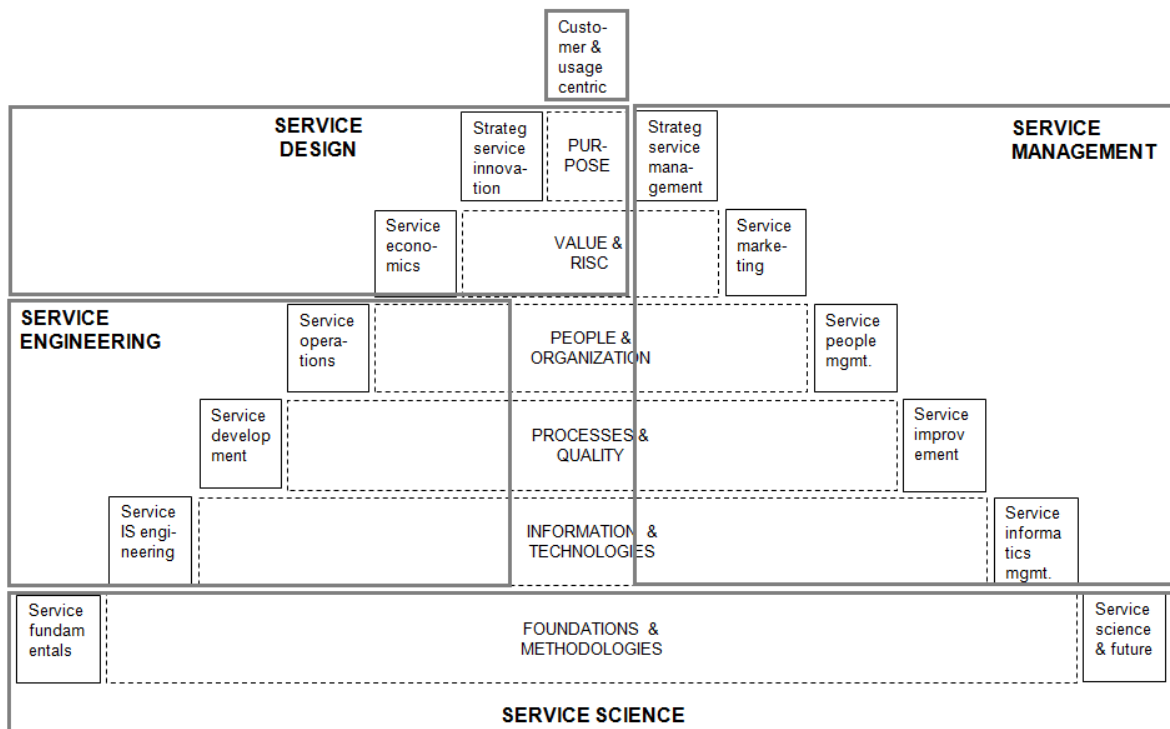 Custo-
mer &
usage
centric
SERVICE
DESIGN
Strateg
service
innova-
tion
PUR-
POSE
Strateg
service
mana-
gement
SERVICE
MANAGEMENT
Service
econo-
mics
VALUE &
RISC
Service
marke-
ting
SERVICE
ENGINEERING
Service
opera-
tions
PEOPLE &
ORGANIZATION
Service
people
mgmt.
Service
develop
ment
PROCESSES &
QUALITY
Service
improv
ement
Service
IS engi-
neering
INFORMATION &
TECHNOLOGIES
Service
informa
tics
mgmt.
Service
fundam
entals
FOUNDATIONS &
METHODOLOGIES
Service
science
& future
SERVICE SCIENCE